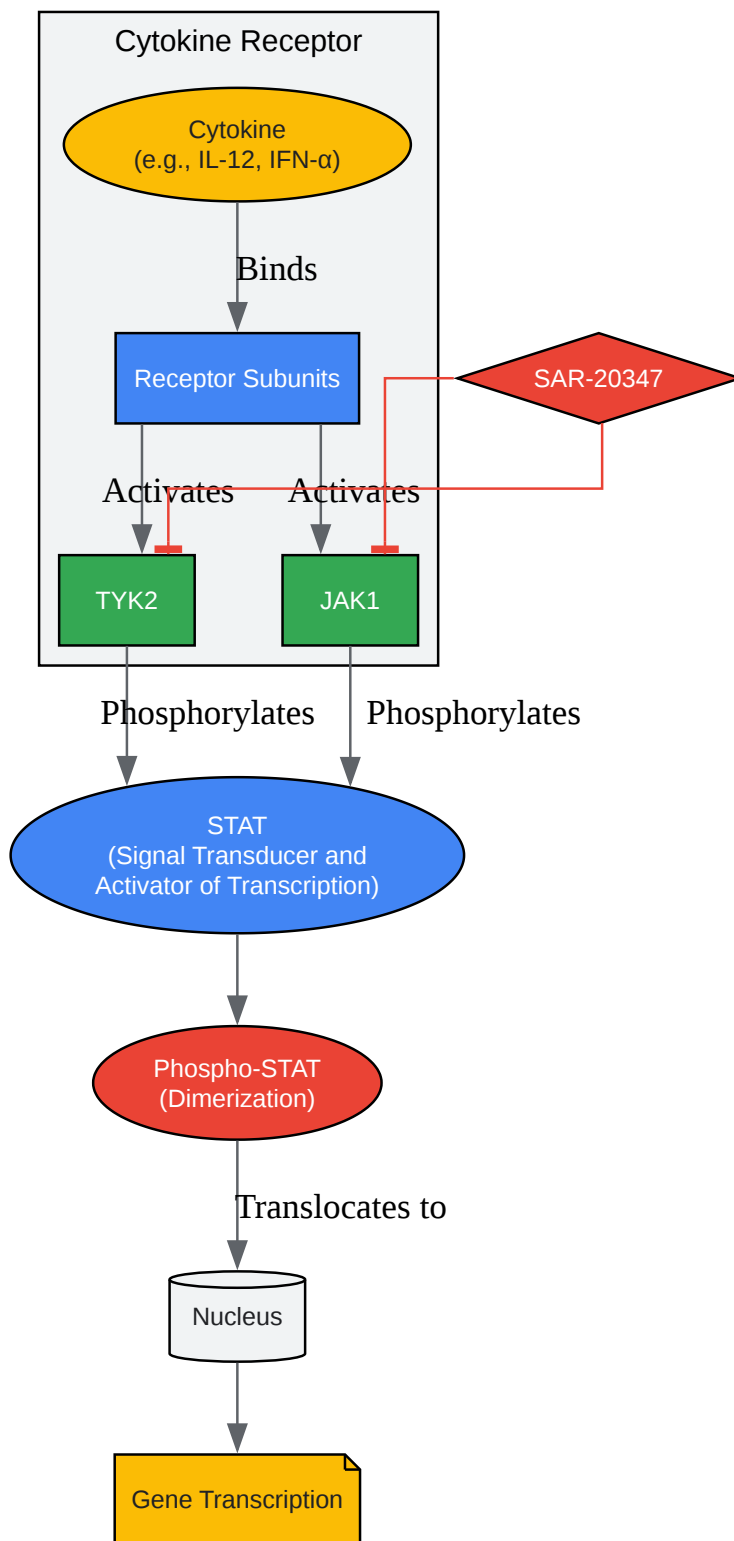 Cytokine Receptor
Cytokine
(e.g., IL-12, IFN-α)
Binds
Receptor Subunits
SAR-20347
Activates
Activates
TYK2
JAK1
Phosphorylates
Phosphorylates
STAT
(Signal Transducer and
Activator of Transcription)
Phospho-STAT
(Dimerization)
Translocates to
Nucleus
Gene Transcription